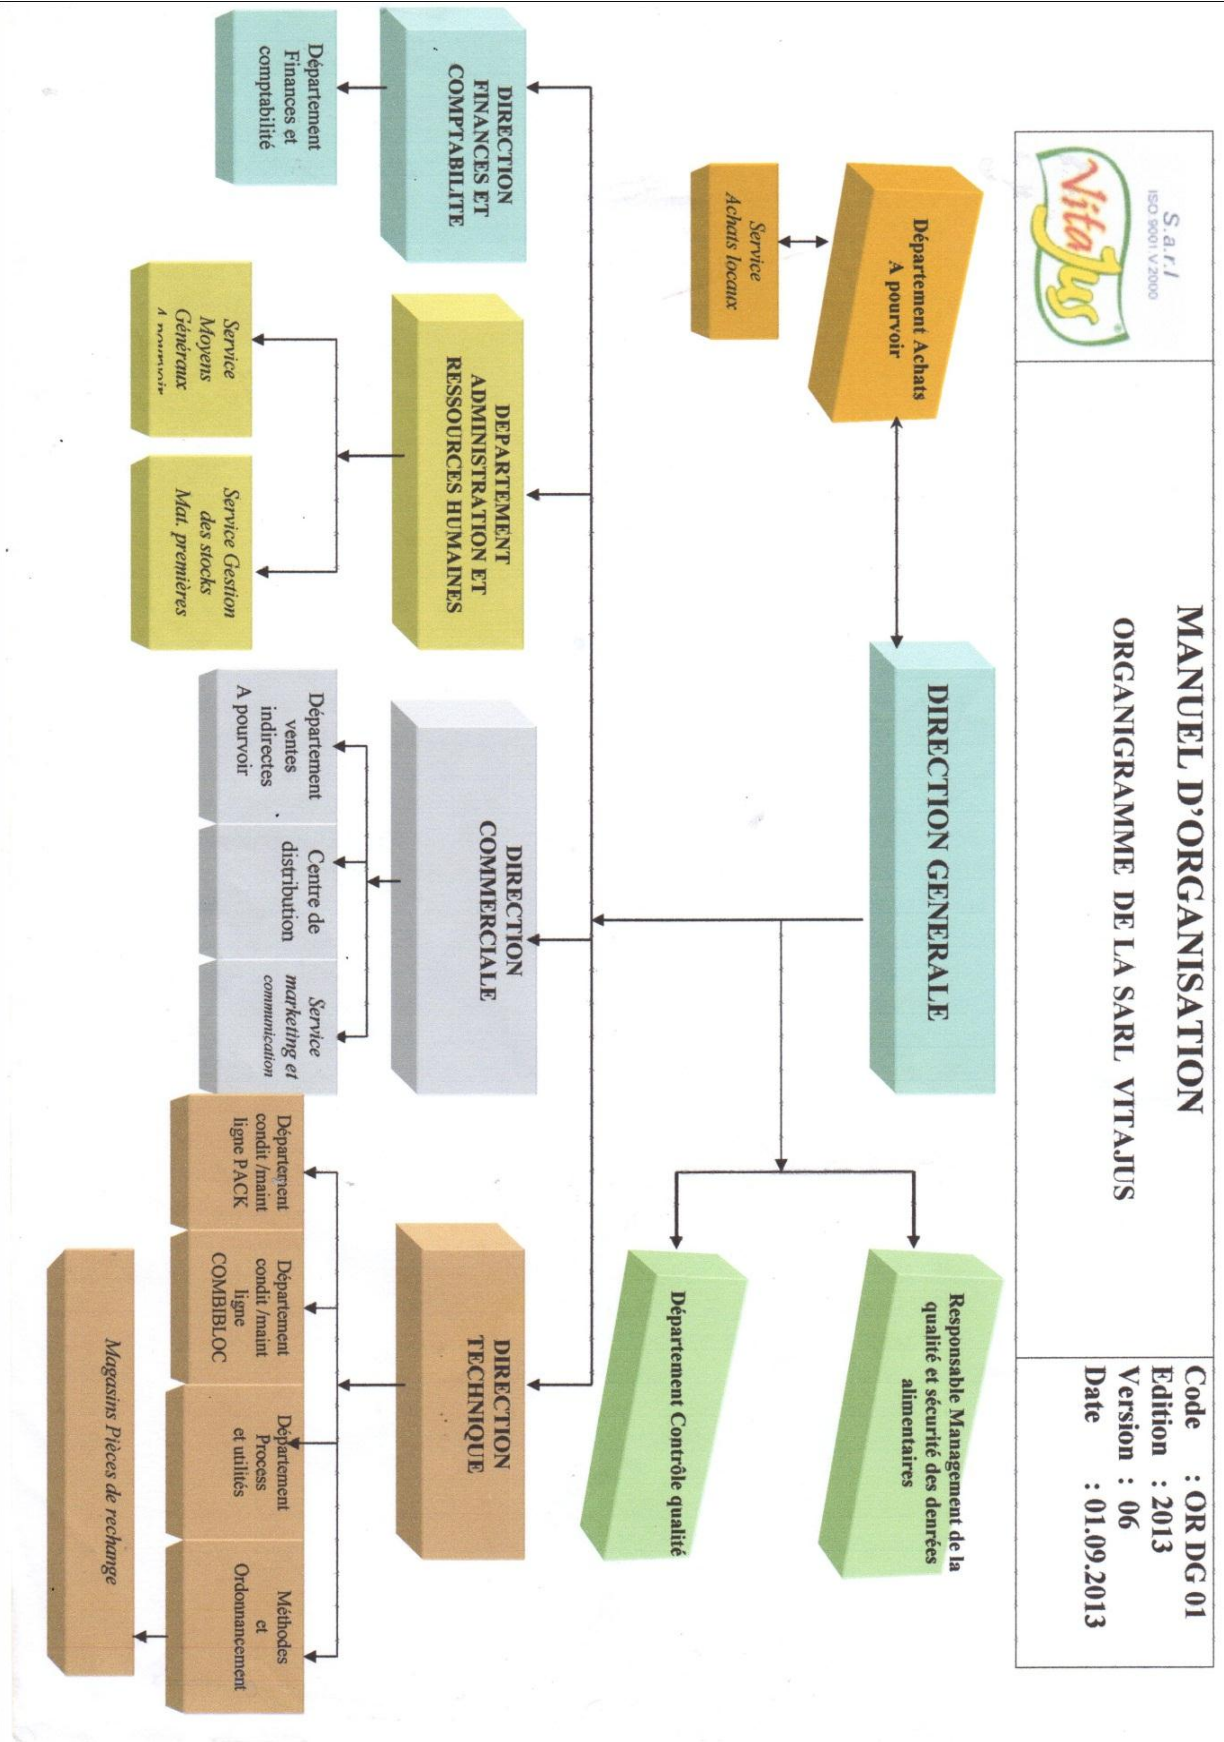 S.a.r.l
ISO 9001 V 2000
VitaJus
MANUEL D’ORGANISATION
ORGANIGRAMME DE LA SARL VITAJUS
Code : OR DG 01
Edition : 2013
Version : 06
Date : 01.09.2013
Département Achats
A pourvoir
Service
Achats locaux
DIRECTION GENERALE
Responsable Management de la
qualité et sécurité des denrées
alimentaires
Département Contrôle qualité
DIRECTION
FINANCES ET
COMPTABILITE
Département
Finances et
comptabilité
DEPARTEMENT
ADMINISTRATION ET
RESSOURCES HUMAINES
Service
Moyens
Généraux
A pourvoir
Service Gestion
des stocks
Mat. premières
DIRECTION
COMMERCIALE
Département
ventes
indirectes
A pourvoir
Centre de
distribution
Service
marketing et
communication
DIRECTION
TECHNIQUE
Département
condit /maint
ligne PACK
Département
condit /maint
ligne
COMBIBLOC
Département
Process
et utilités
Méthodes
et
Ordonnancement
Magasins Pièces de rechange